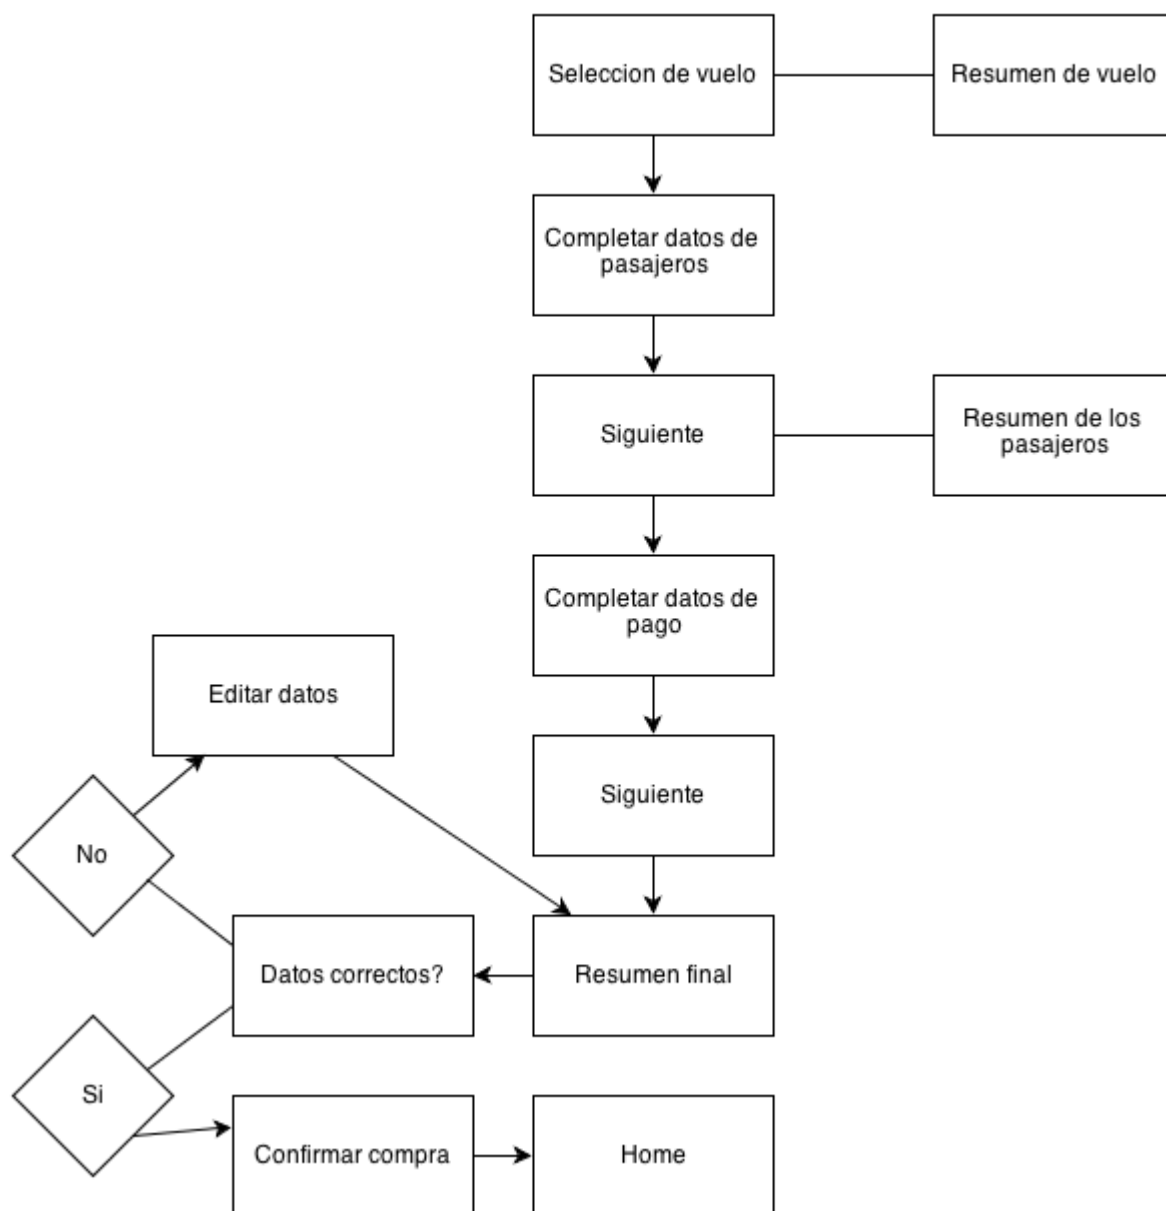 Seleccion de vuelo
Resumen de vuelo
Completar datos de
pasajeros
Siguiente
Resumen de los
pasajeros
Completar datos de
pago
Editar datos
Siguiente
No
Datos correctos?
Resumen final
Si
Confirmar compra
Home